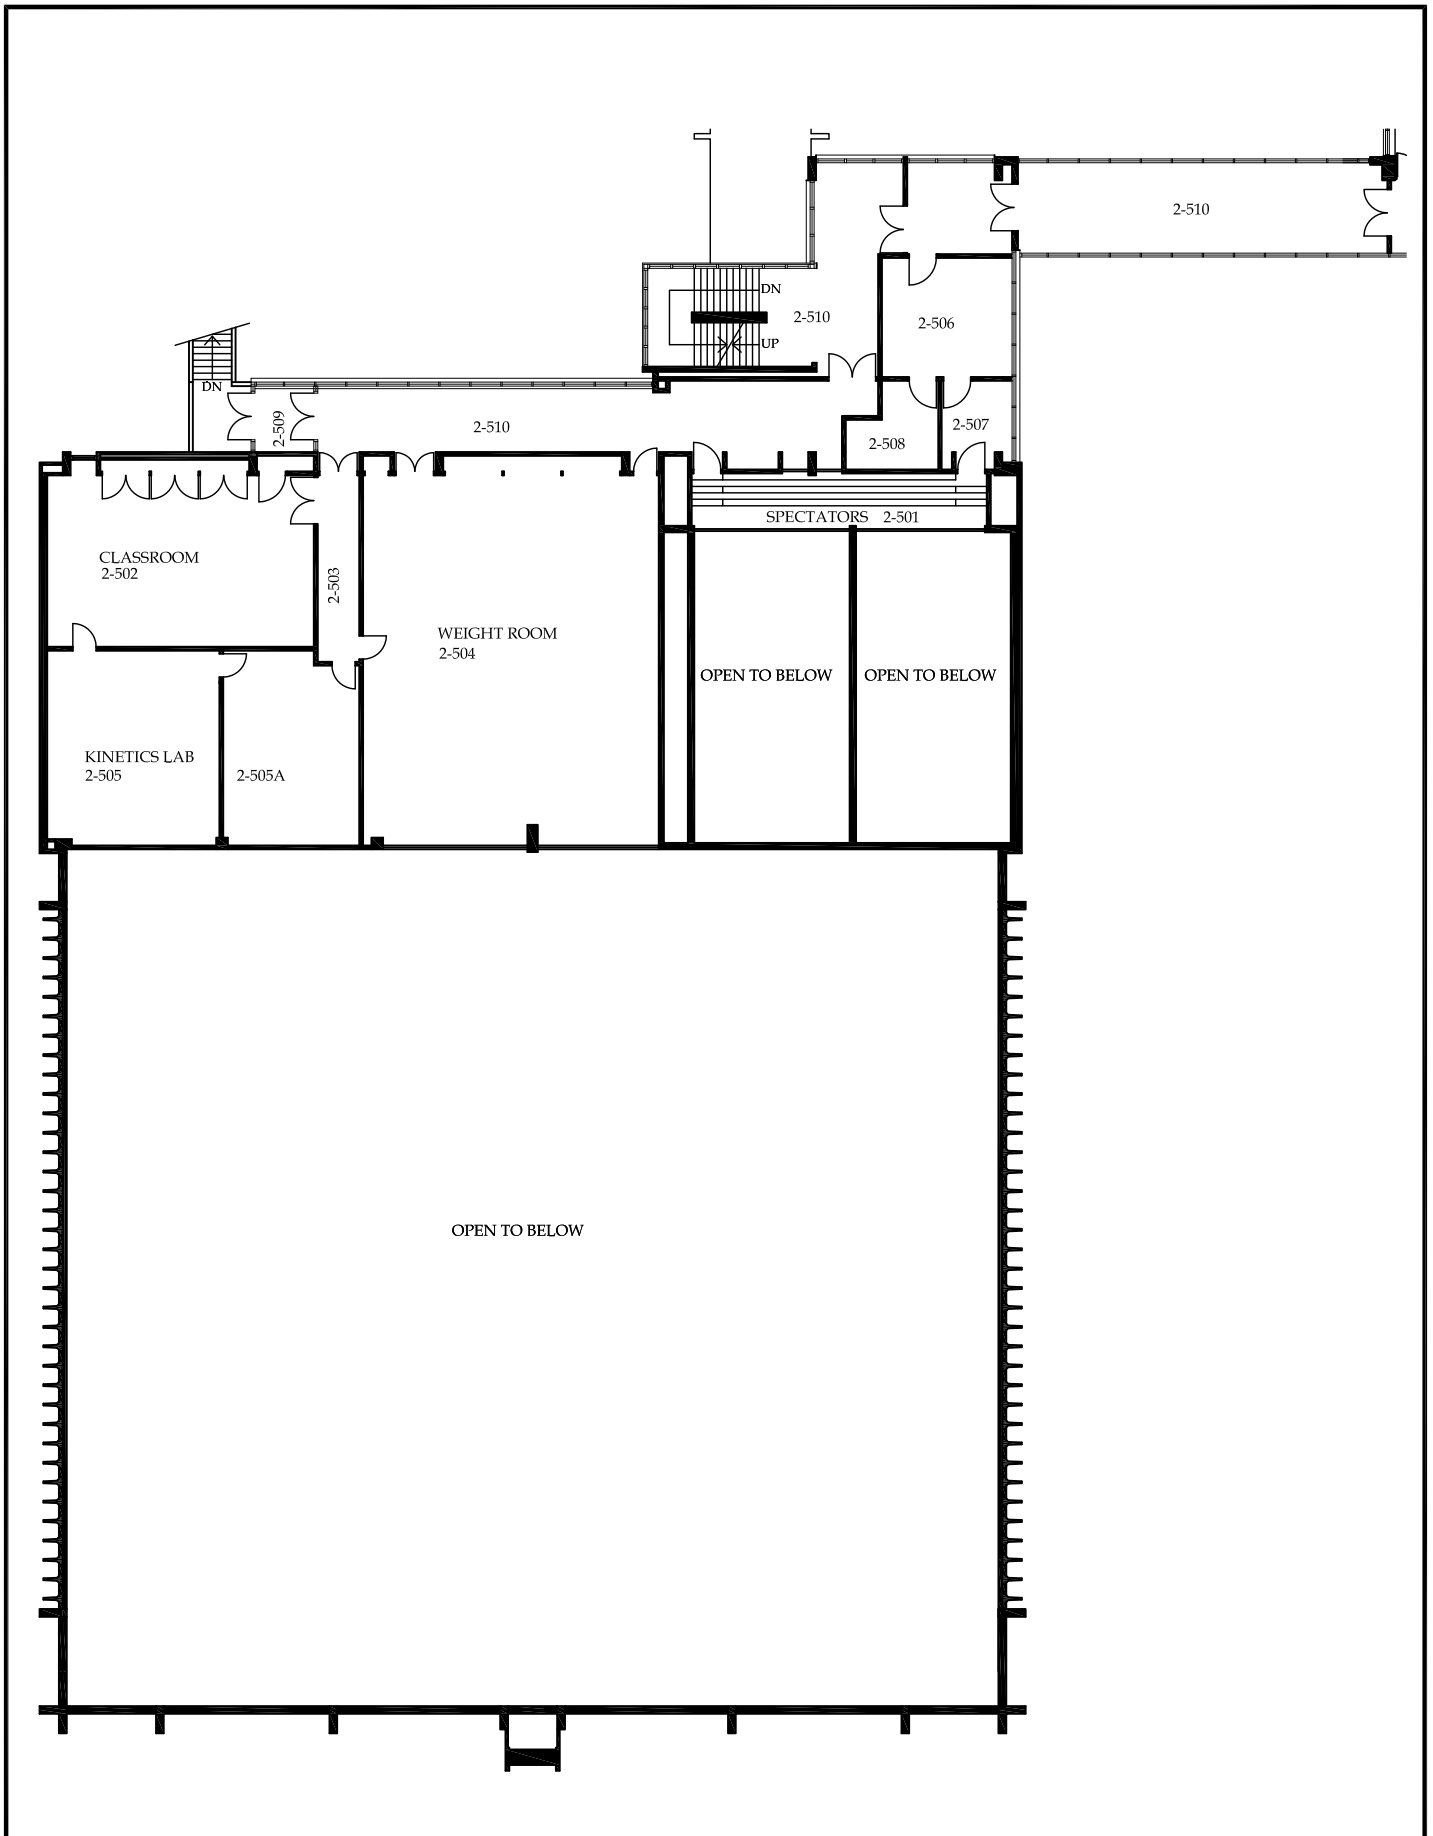 2-510
DN
2-510
2-506
UP
DN
2-509
2-510
2-507
2-508
SPECTATORS 2-501
CLASSROOM
2-502
2-503
WEIGHT ROOM
2-504
OPEN TO BELOW
OPEN TO BELOW
KINETICS LAB
2-505
2-505A
OPEN TO BELOW